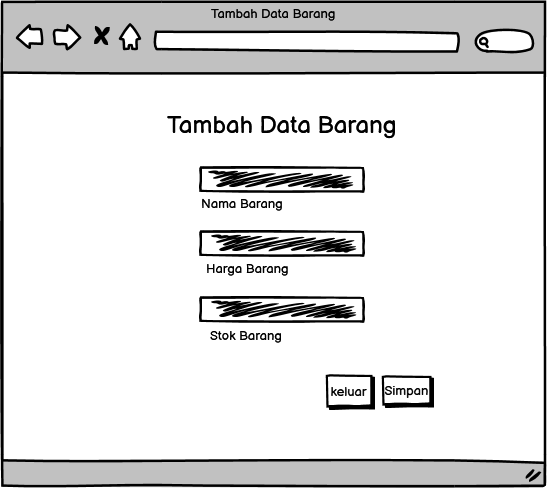 Tambah Data Barang
Tambah Data Barang
Nama Barang
Harga Barang
Stok Barang
keluar Simpan